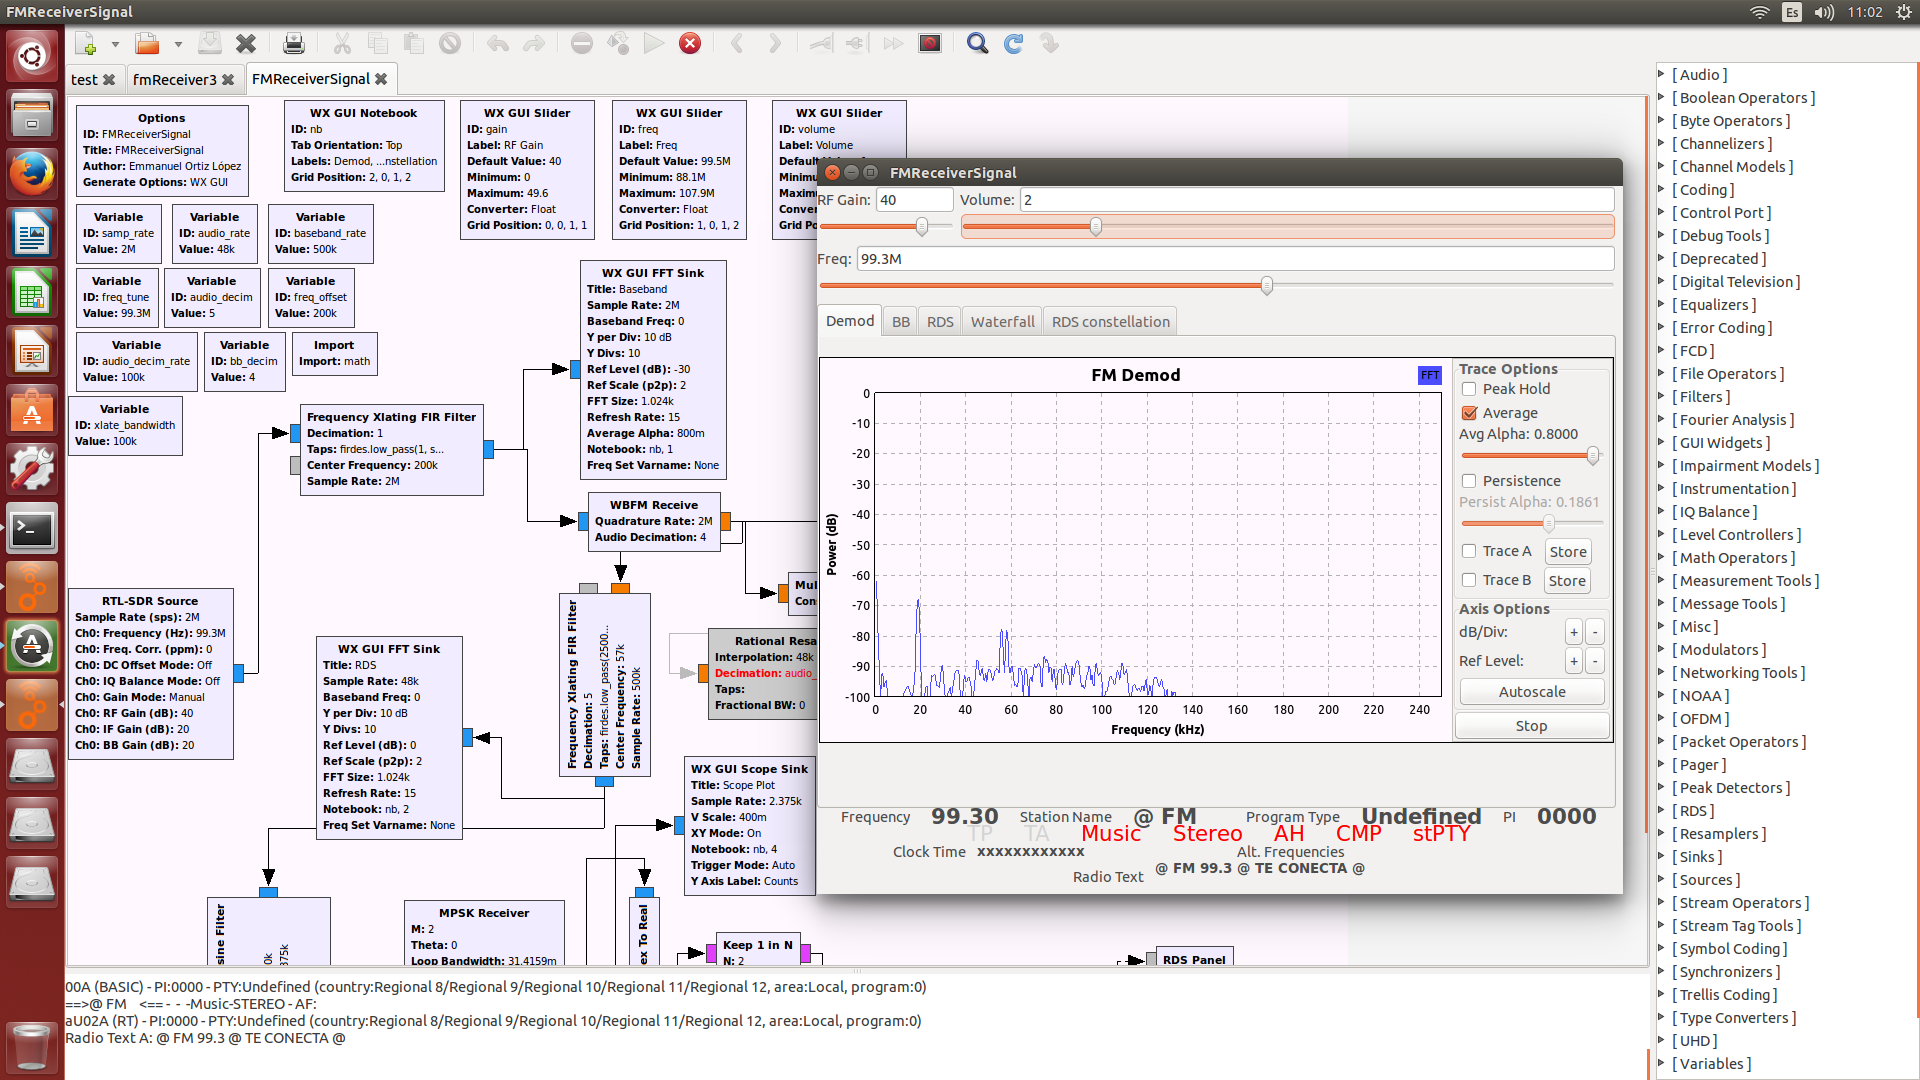 FMReceiverSignal
Es
11:02
test
fmReceiver3
FMReceiverSignal
Options
ID: FMReceiverSignal
Title: FMReceiverSignal
Author: Emmanuel Ortiz López
Generate Options: WX GUI
WX GUI Notebook
ID: nb
Tab Orientation: Top
Labels: Demod, ...nstellation
Grid Position: 2, 0, 1, 2
WX GUI Slider
ID: gain
Label: RF Gain
Default Value: 40
Minimum: 0
Maximum: 49.6
Converter: Float
Grid Position: 0, 0, 1, 1
WX GUI Slider
ID: freq
Label: Freq
Default Value: 99.5M
Minimum: 88.1M
Maximum: 107.9M
Converter: Float
Grid Position: 1, 0, 1, 2
WX GUI Slider
ID: volume
Label: Volume
Variable
ID: samp_rate
Value: 2M
Variable
ID: audio_rate
Value: 48k
Variable
ID: baseband_rate
Value: 500k
Variable
ID: freq_tune
Value: 99.3M
Variable
ID: audio_decim
Value: 5
Variable
ID: freq_offset
Value: 200k
Variable
ID: audio_decim_rate
Value: 100k
Variable
ID: bb_decim
Value: 4
Import
Import: math
Variable
ID: xlate_bandwidth
Value: 100k
Frequency Xlating FIR Filter
Decimation: 1
Taps: firdes.low_pass(1, s...
Center Frequency: 200k
Sample Rate: 2M
WX GUI FFT Sink
Title: Baseband
Sample Rate: 2M
Baseband Freq: 0
Y per Div: 10 dB
Y Divs: 10
Ref Level (dB): -30
Ref Scale (p2p): 2
FFT Size: 1.024k
Refresh Rate: 15
Average Alpha: 800m
Notebook: nb, 1
Freq Set Varname: None
WBFM Receive
Quadrature Rate: 2M
Audio Decimation: 4
RTL-SDR Source
Sample Rate (sps): 2M
Ch0: Frequency (Hz): 99.3M
Ch0: Freq. Corr. (ppm): 0
Ch0: DC Offset Mode: Off
Ch0: IQ Balance Mode: Off
Ch0: Gain Mode: Manual
Ch0: RF Gain (dB): 40
Ch0: IF Gain (dB): 20
Ch0: BB Gain (dB): 20
WX GUI FFT Sink
Title: RDS
Sample Rate: 48k
Baseband Freq: 0
Y per Div: 10 dB
Y Divs: 10
Ref Level (dB): 0
Ref Scale (p2p): 2
FFT Size: 1.024k
Refresh Rate: 15
Notebook: nb, 2
Freq Set Varname: None
Frequency Xlating FIR Filter
Decimation: 5
Taps: firdes.low_pass(2500...
Center Frequency: 57k
Sample Rate: 500k
Rational Resa
Interpolation: 48k
Decimation: audio_
Taps:
Fractional BW: 0
WX GUI Scope Sink
Title: Scope Plot
Sample Rate: 2.375k
V Scale: 400m
XY Mode: On
Notebook: nb, 4
Trigger Mode: Auto
Y Axis Label: Counts
MPSK Receiver
M: 2
Theta: 0
Loop Bandwidth: 31.4159m
ex To Real
Keep 1 in N
N: 2
RDS Panel
FMReceiverSignal
RF Gain: 40
Volume: 2
Freq: 99.3M
Demod
BB
RDS
Waterfall
RDS constellation
FM Demod
FFT
Power (dB)
0
-10
-20
-30
-40
-50
-60
-70
-80
-90
-100
0 20 40 60 80 100 120 140 160 180 200 220 240
Frequency (kHz)
Trace Options
Peak Hold
Average
Avg Alpha: 0.8000
Persistence
Persist Alpha: 0.1861
Trace A Store
Trace B Store
Axis Options
dB/Div: + -
Ref Level: + -
Autoscale
Stop
Frequency 99.30 Station Name @ FM Program Type Undefined PI 0000
TP TA Music Stereo AH CMP stPTY
Clock Time xxxxxxxxxxxx Alt. Frequencies
Radio Text @ FM 99.3 @ TE CONECTA @
00A (BASIC) - PI:0000 - PTY:Undefined (country:Regional 8/Regional 9/Regional 10/Regional 11/Regional 12, area:Local, program:0)
==>@ FM <== - - -Music-STEREO - AF:
aU02A (RT) - PI:0000 - PTY:Undefined (country:Regional 8/Regional 9/Regional 10/Regional 11/Regional 12, area:Local, program:0)
Radio Text A: @ FM 99.3 @ TE CONECTA @
[ Audio ]
[ Boolean Operators ]
[ Byte Operators ]
[ Channelizers ]
[ Channel Models ]
[ Coding ]
[ Control Port ]
[ Debug Tools ]
[ Deprecated ]
[ Digital Television ]
[ Equalizers ]
[ Error Coding ]
[ FCD ]
[ File Operators ]
[ Filters ]
[ Fourier Analysis ]
[ GUI Widgets ]
[ Impairment Models ]
[ Instrumentation ]
[ IQ Balance ]
[ Level Controllers ]
[ Math Operators ]
[ Measurement Tools ]
[ Message Tools ]
[ Misc ]
[ Modulators ]
[ Networking Tools ]
[ NOAA ]
[ OFDM ]
[ Packet Operators ]
[ Pager ]
[ Peak Detectors ]
[ RDS ]
[ Resamplers ]
[ Sinks ]
[ Sources ]
[ Stream Operators ]
[ Stream Tag Tools ]
[ Symbol Coding ]
[ Synchronizers ]
[ Trellis Coding ]
[ Type Converters ]
[ UHD ]
[ Variables ]